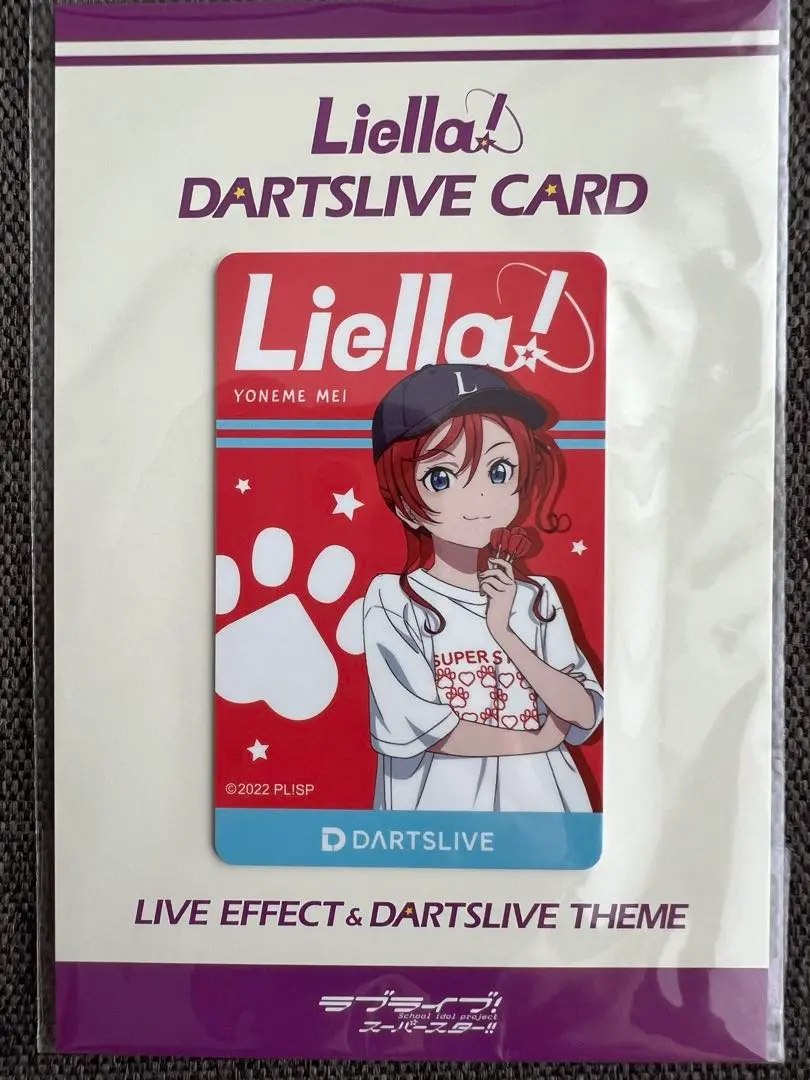 Liella!
DARTSLIVE CARD
Liella!
YONEME MEI
L
SUPER ST
©2022 PL!SP
DARTSLIVE
LIVE EFFECT & DARTSLIVE THEME
ラブライブ!
School idol project
スーパースター!!